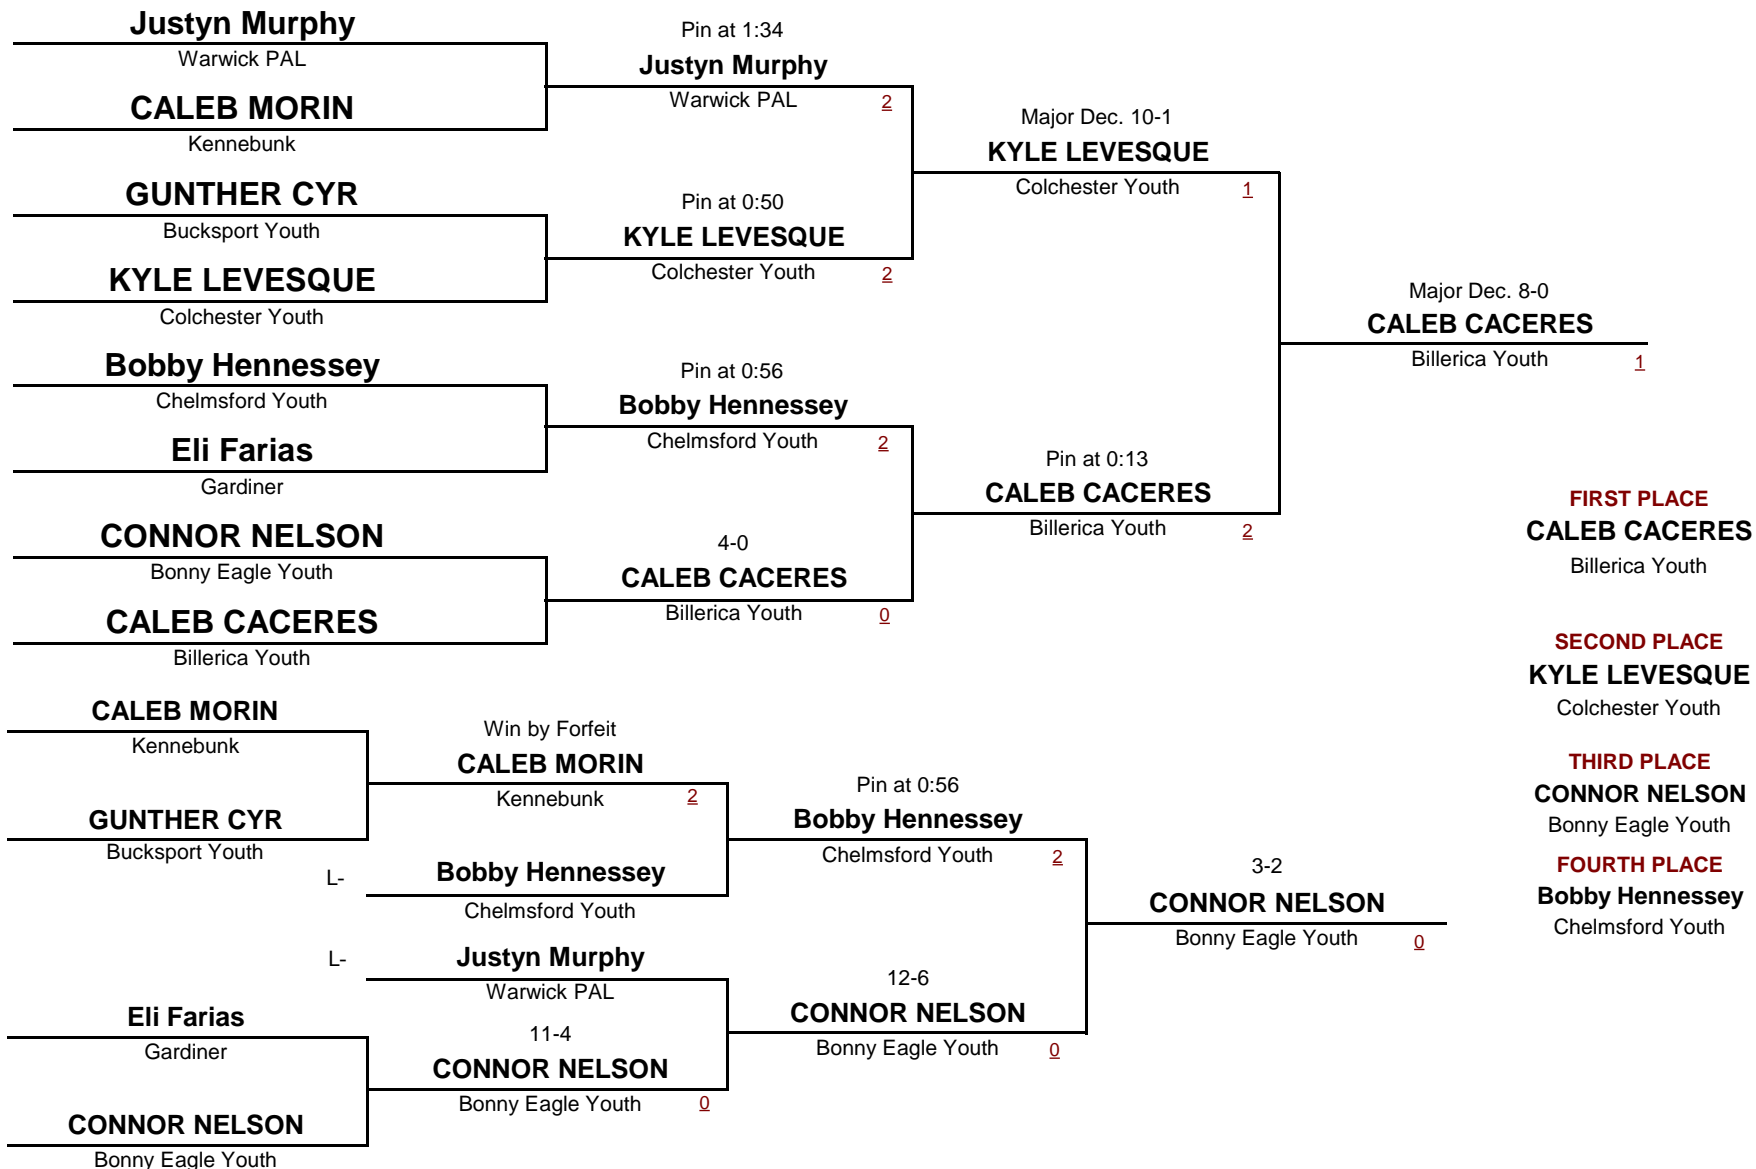 Justyn Murphy
Warwick PAL
CALEB MORIN
Kennebunk
GUNTHER CYR
Bucksport Youth
KYLE LEVESQUE
Colchester Youth
Bobby Hennessey
Chelmsford Youth
Eli Farias
Gardiner
CONNOR NELSON
Bonny Eagle Youth
CALEB CACERES
Billerica Youth
Pin at 1:34
Justyn Murphy
Warwick PAL 2
Pin at 0:50
KYLE LEVESQUE
Colchester Youth 2
Pin at 0:56
Bobby Hennessey
Chelmsford Youth 2
4-0
CALEB CACERES
Billerica Youth 0
Major Dec. 10-1
KYLE LEVESQUE
Colchester Youth 1
Pin at 0:13
CALEB CACERES
Billerica Youth 2
Major Dec. 8-0
CALEB CACERES
Billerica Youth 1
FIRST PLACE
CALEB CACERES
Billerica Youth
SECOND PLACE
KYLE LEVESQUE
Colchester Youth
THIRD PLACE
CONNOR NELSON
Bonny Eagle Youth
FOURTH PLACE
Bobby Hennessey
Chelmsford Youth
CALEB MORIN
Kennebunk
GUNTHER CYR
Bucksport Youth
Eli Farias
Gardiner
CONNOR NELSON
Bonny Eagle Youth
Win by Forfeit
CALEB MORIN
Kennebunk 2
L- Bobby Hennessey
Chelmsford Youth
L- Justyn Murphy
Warwick PAL
11-4
CONNOR NELSON
Bonny Eagle Youth 0
Pin at 0:56
Bobby Hennessey
Chelmsford Youth 2
12-6
CONNOR NELSON
Bonny Eagle Youth 0
3-2
CONNOR NELSON
Bonny Eagle Youth 0